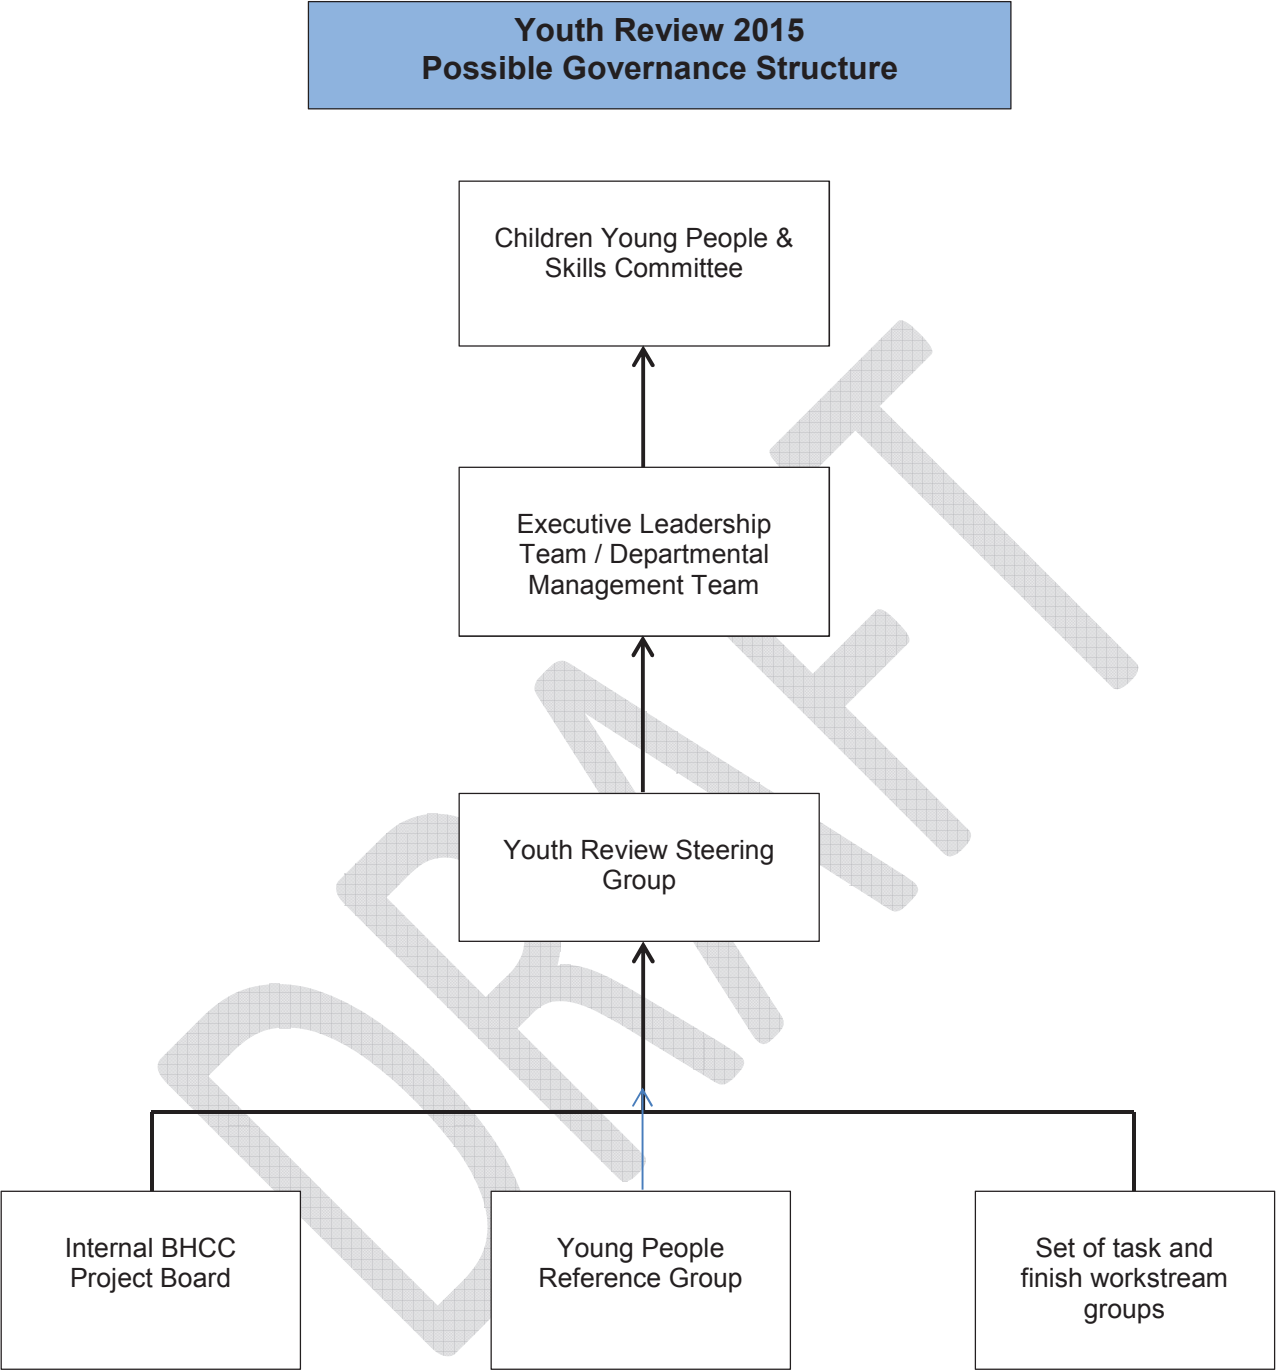 Youth Review 2015
Possible Governance Structure
Children Young People &
Skills Committee
Executive Leadership
Team / Departmental
Management Team
Youth Review Steering
Group
Internal BHCC
Project Board
Young People
Reference Group
Set of task and
finish workstream
groups
DRAFT